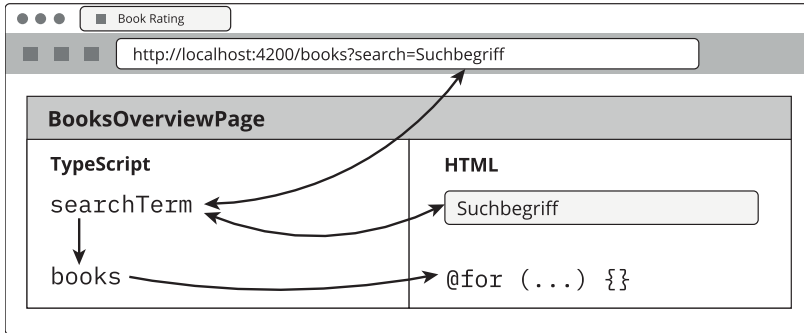 Book Rating
http://localhost:4200/books?search=Suchbegriff
BooksOverviewPage
TypeScript
searchTerm
books
HTML
Suchbegriff
@for (...) {}